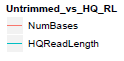 Untrimmed_vs_HQ_RL
NumBases
HQReadLength